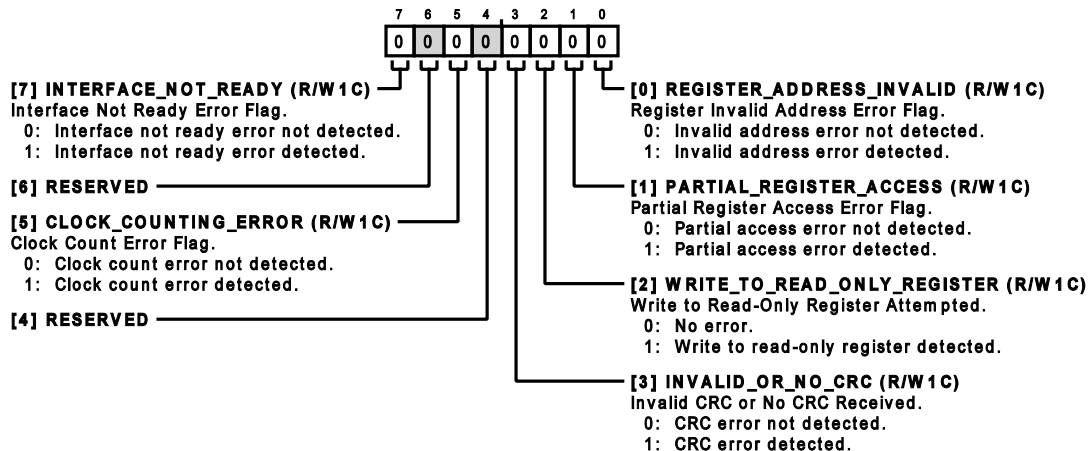 7 6 5 4 3 2 1 0
0 0 0 0 0 0 0 0
[7] INTERFACE_NOT_READY (R/W1C)
Interface Not Ready Error Flag.
0: Interface not ready error not detected.
1: Interface not ready error detected.
[6] RESERVED
[5] CLOCK_COUNTING_ERROR (R/W1C)
Clock Count Error Flag.
0: Clock count error not detected.
1: Clock count error detected.
[4] RESERVED
[0] REGISTER_ADDRESS_INVALID (R/W1C)
Register Invalid Address Error Flag.
0: Invalid address error not detected.
1: Invalid address error detected.
[1] PARTIAL_REGISTER_ACCESS (R/W1C)
Partial Register Access Error Flag.
0: Partial access error not detected.
1: Partial access error detected.
[2] WRITE_TO_READ_ONLY_REGISTER (R/W1C)
Write to Read-Only Register Attempted.
0: No error.
1: Write to read-only register detected.
[3] INVALID_OR_NO_CRC (R/W1C)
Invalid CRC or No CRC Received.
0: CRC error not detected.
1: CRC error detected.